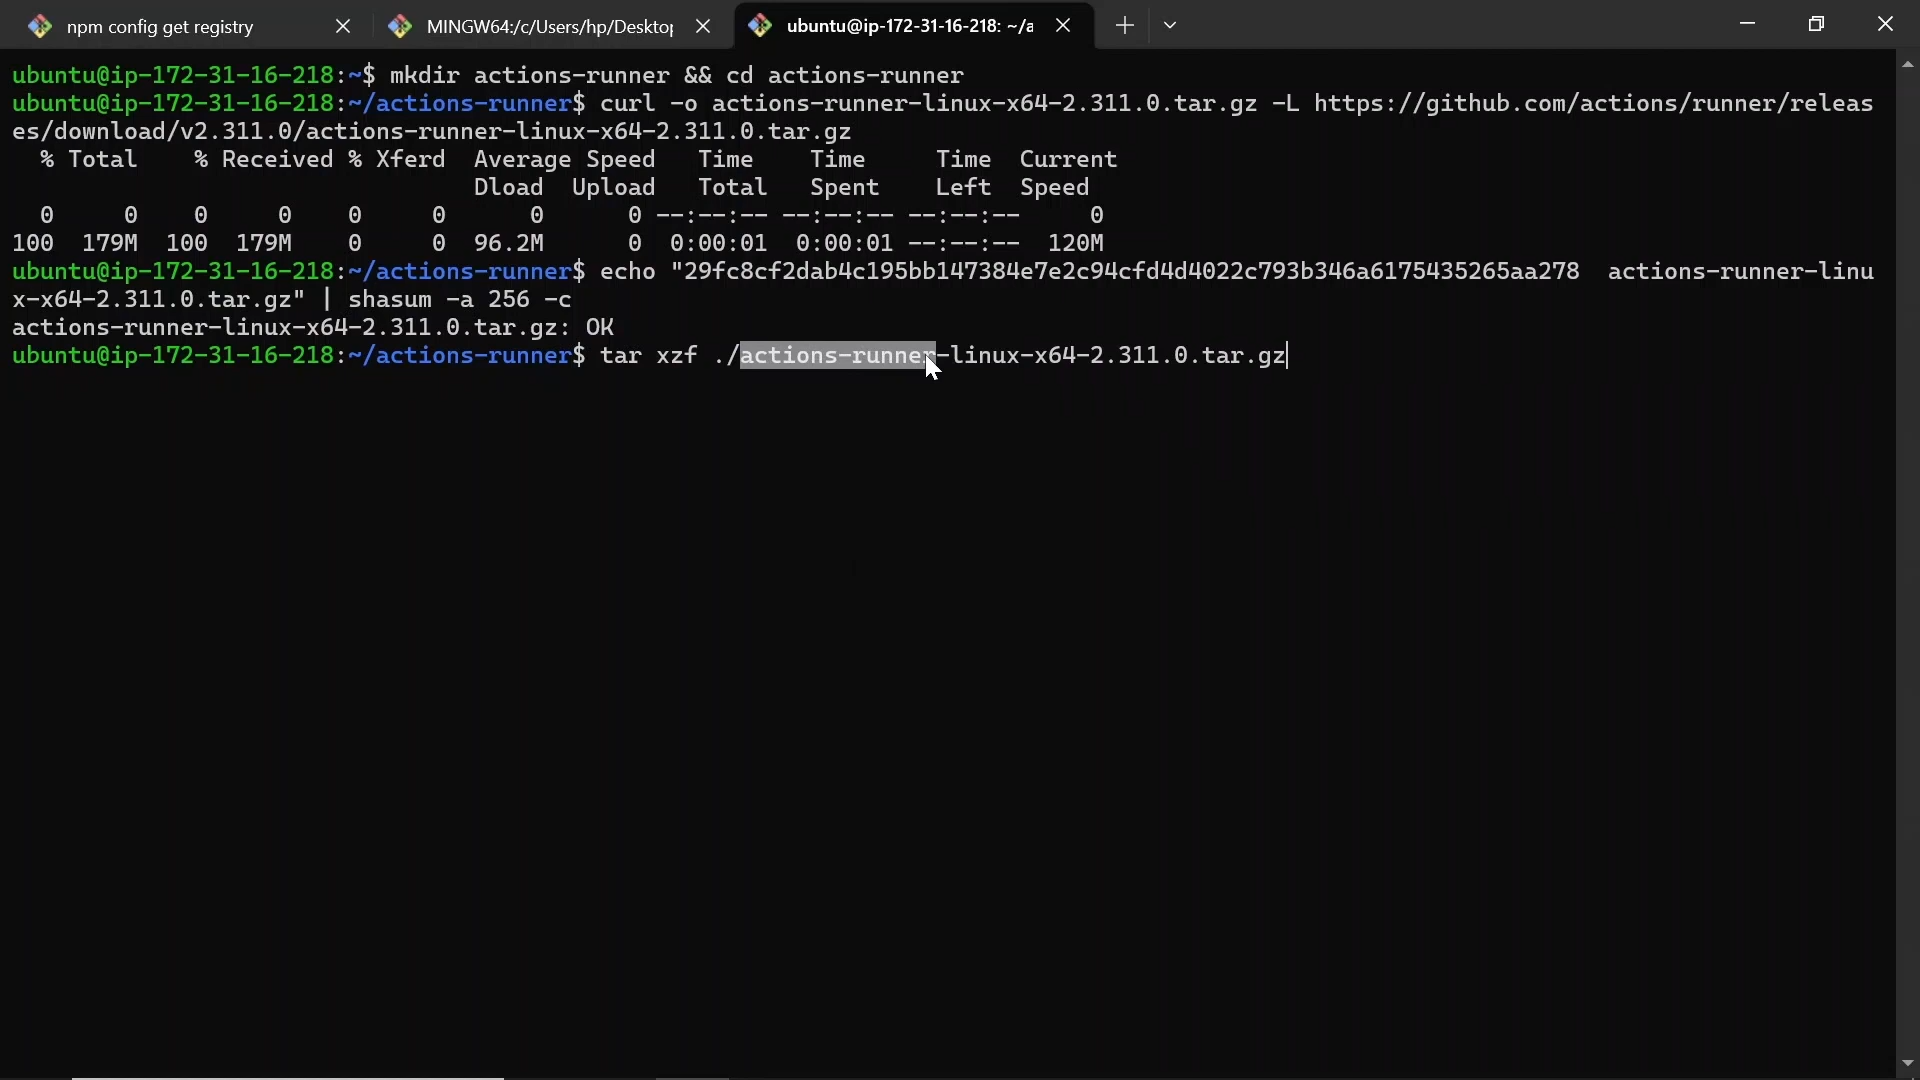 npm config get registry
MINGW64:/c/Users/hp/Desktop
ubuntu@ip-172-31-16-218: ~/a
ubuntu@ip-172-31-16-218:~$ mkdir actions-runner && cd actions-runner
ubuntu@ip-172-31-16-218:~/actions-runner$ curl -o actions-runner-linux-x64-2.311.0.tar.gz -L https://github.com/actions/runner/releas
es/download/v2.311.0/actions-runner-linux-x64-2.311.0.tar.gz
% Total % Received % Xferd Average Speed Time Time Time Current
Dload Upload Total Spent Left Speed
0 0 0 0 0 0 0 0 --:--:-- --:--:-- --:--:-- 0
100 179M 100 179M 0 0 96.2M 0 0:00:01 0:00:01 --:--:-- 120M
ubuntu@ip-172-31-16-218:~/actions-runner$ echo "29fc8cf2dab4c195bb147384e7e2c94cfd4d4022c793b346a6175435265aa278  actions-runner-linu
x-x64-2.311.0.tar.gz" | shasum -a 256 -c
actions-runner-linux-x64-2.311.0.tar.gz: OK
ubuntu@ip-172-31-16-218:~/actions-runner$ tar xzf ./actions-runner-linux-x64-2.311.0.tar.gz